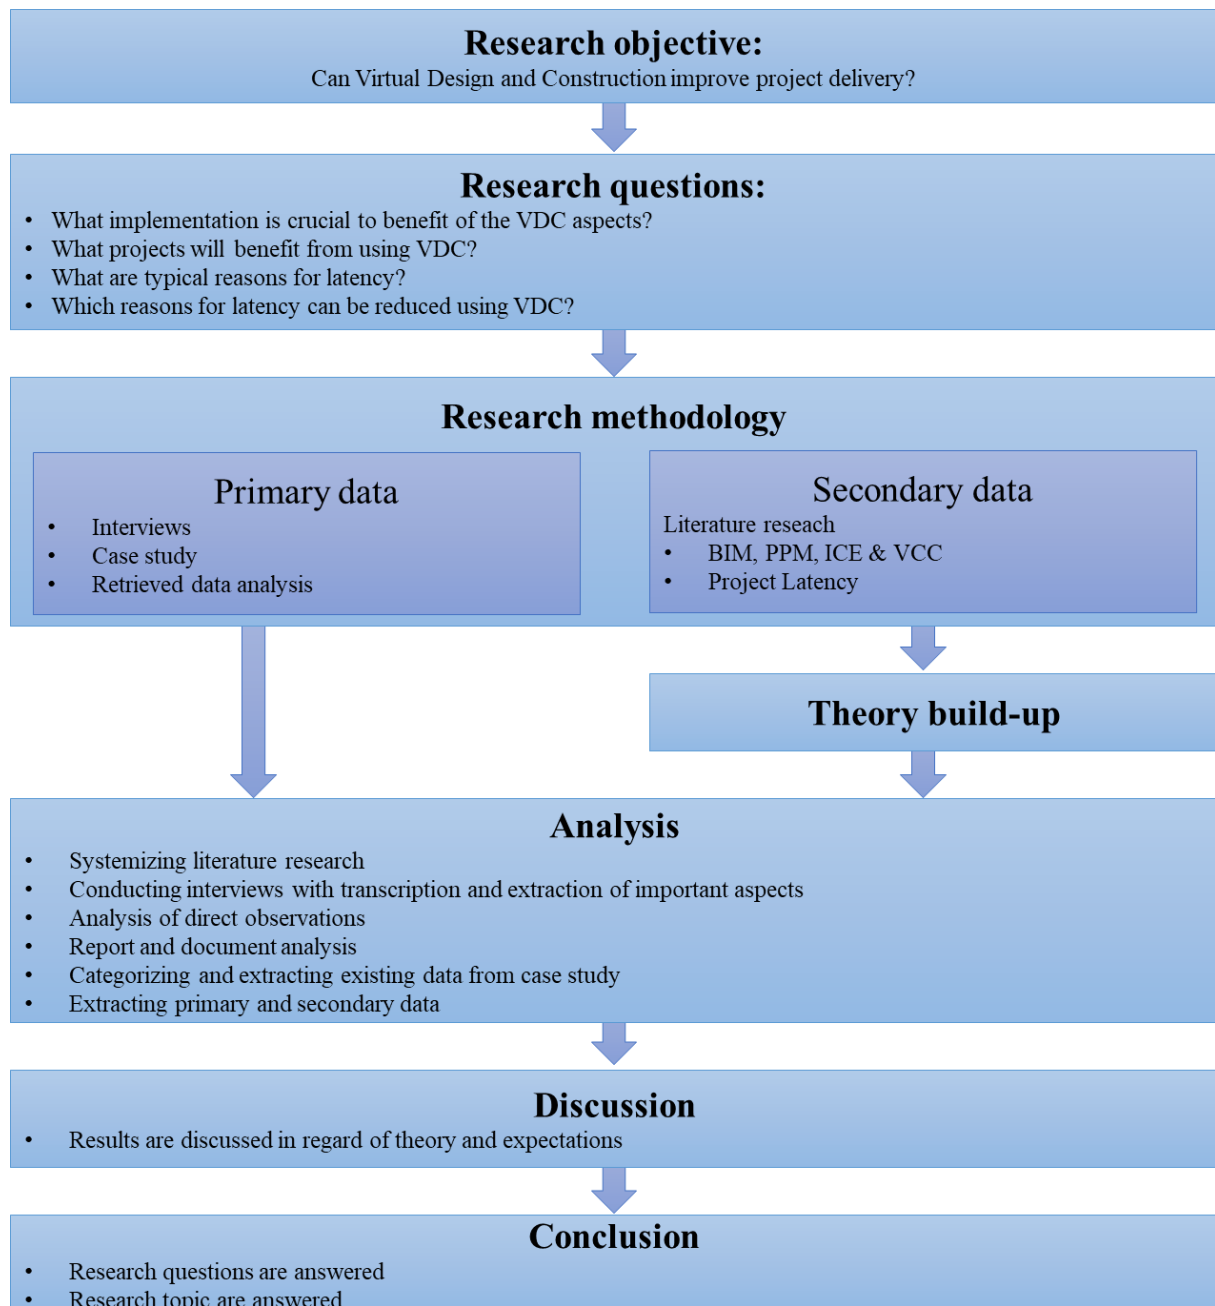 Research objective:
Can Virtual Design and Construction improve project delivery?
Research questions:
• What implementation is crucial to benefit of the VDC aspects?
• What projects will benefit from using VDC?
• What are typical reasons for latency?
• Which reasons for latency can be reduced using VDC?
Research methodology
Primary data
• Interviews
• Case study
• Retrieved data analysis
Secondary data
Literature reseach
• BIM, PPM, ICE & VCC
• Project Latency
Theory build-up
Analysis
• Systemizing literature research
• Conducting interviews with transcription and extraction of important aspects
• Analysis of direct observations
• Report and document analysis
• Categorizing and extracting existing data from case study
• Extracting primary and secondary data
Discussion
• Results are discussed in regard of theory and expectations
Conclusion
• Research questions are answered
• Research topic are answered